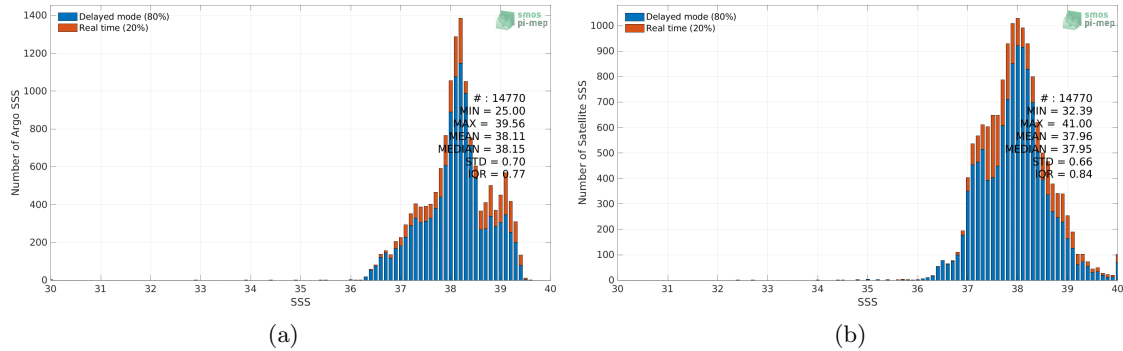 1400
1200
1000
800
600
400
200
0
Number of Argo SSS
Delayed mode (80%)
Real time (20%)
smos
pi-mep
# : 14770
MIN = 25.00
MAX = 39.56
MEAN = 38.11
MEDIAN = 38.15
STD = 0.70
IQR = 0.77
30 31 32 33 34 35 36 37 38 39 40
SSS
(a)
1000
900
800
700
600
500
400
300
200
100
0
Number of Satellite SSS
Delayed mode (80%)
Real time (20%)
smos
pi-mep
# : 14770
MIN = 32.39
MAX = 41.00
MEAN = 37.96
MEDIAN = 37.95
STD = 0.66
IQR = 0.84
30 31 32 33 34 35 36 37 38 39 40
SSS
(b)